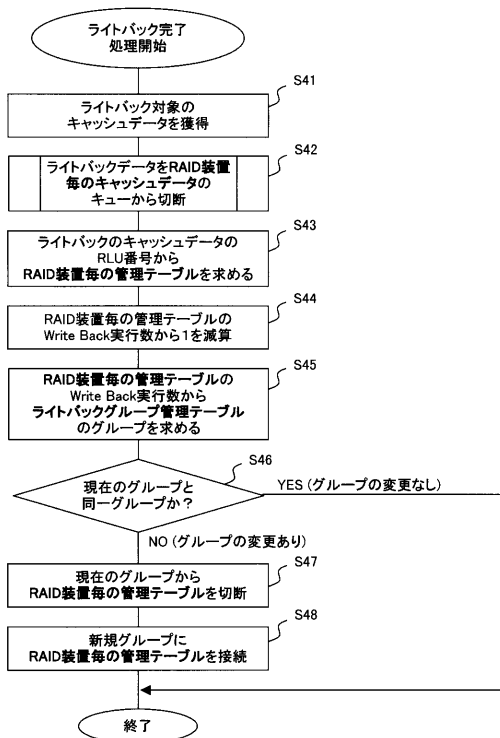 ライトバック完了
処理開始
S41
ライトバック対象の
キャッシュデータを獲得
S42
ライトバックデータをRAID装置
毎のキャッシュデータの
キューから切断
S43
ライトバックのキャッシュデータの
RLU番号から
RAID装置毎の管理テーブルを求める
S44
RAID装置毎の管理テーブルの
Write Back実行数から1を減算
S45
RAID装置毎の管理テーブルの
Write Back実行数から
ライトバックグループ管理テーブル
のグループを求める
S46
現在のグループと
同一グループか？
YES (グループの変更なし)
NO (グループの変更あり)
S47
現在のグループから
RAID装置毎の管理テーブルを切断
S48
新規グループに
RAID装置毎の管理テーブルを接続
終了